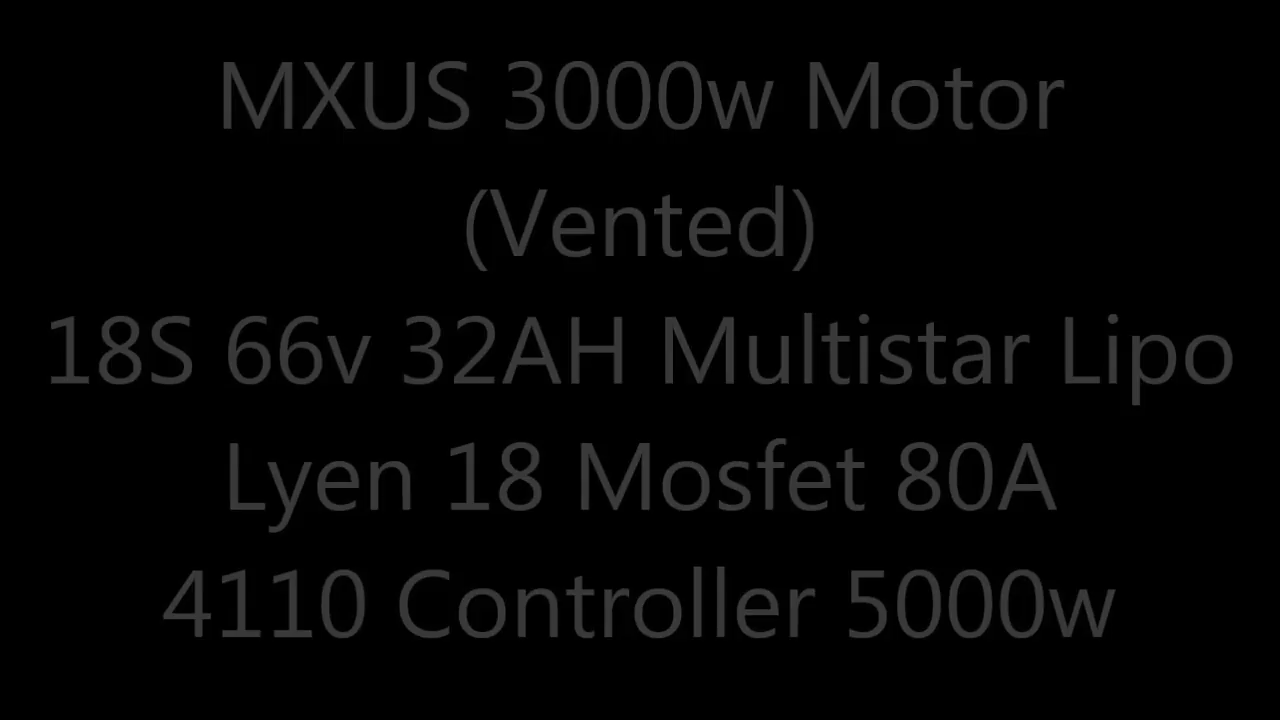 MXUS 3000w Motor
(Vented)
18S 66v 32AH Multistar Lipo
Lyen 18 Mosfet 80A
4110 Controller 5000w